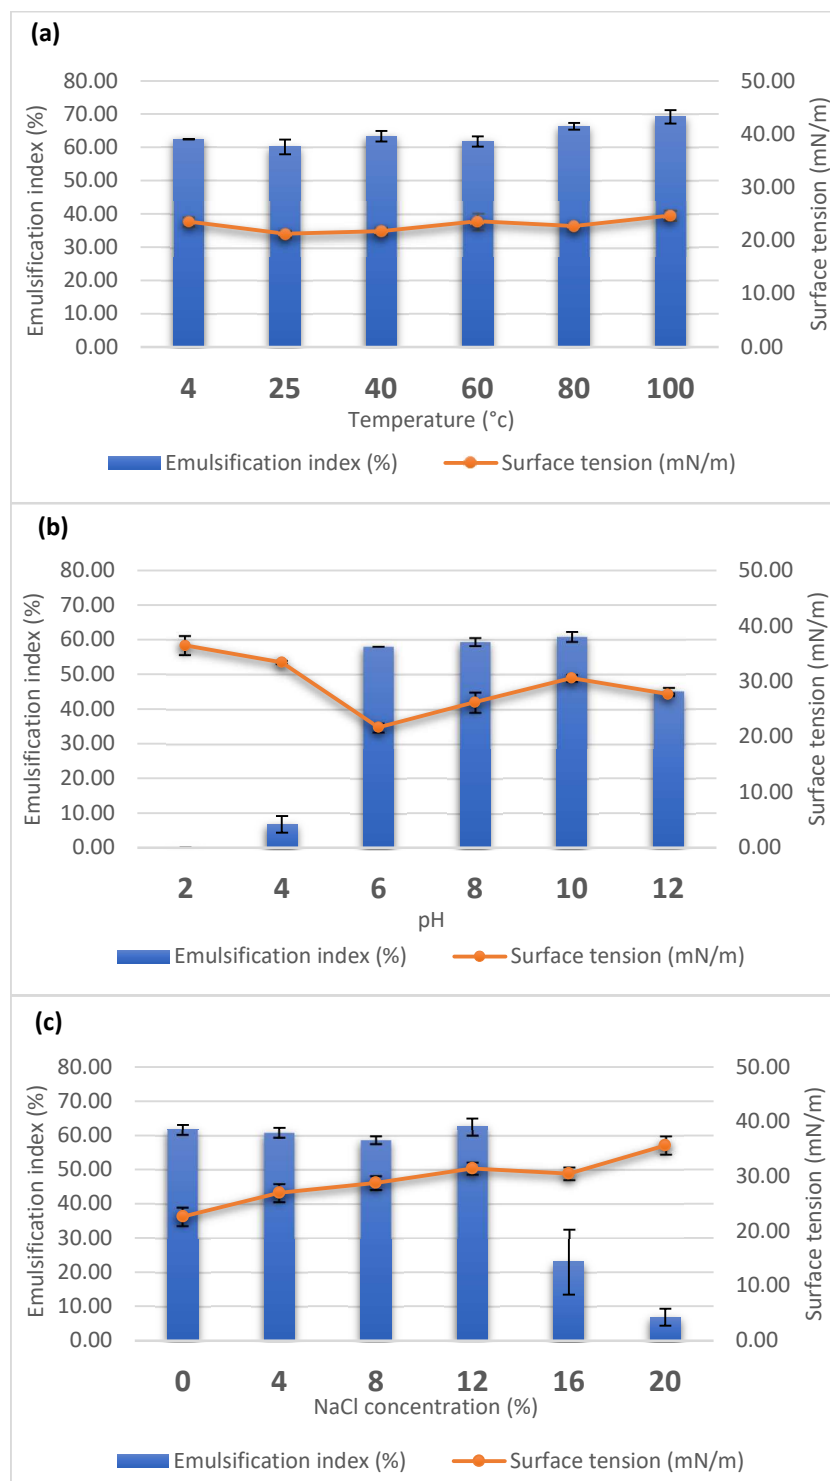 (a)
80.00 50.00
70.00 40.00
60.00
50.00 30.00
40.00
20.00
30.00
20.00 10.00
10.00
0.00 0.00
Emulsification index (%)
Surface tension (mN/m)
4 25 40 60 80 100
Temperature (°c)
Emulsification index (%) Surface tension (mN/m)
(b)
80.00 50.00
70.00 40.00
60.00
50.00 30.00
40.00
20.00
30.00
20.00 10.00
10.00
0.00 0.00
Emulsification index (%)
Surface tension (mN/m)
2 4 6 8 10 12
pH
Emulsification index (%) Surface tension (mN/m)
(c)
80.00 50.00
70.00 40.00
60.00
50.00 30.00
40.00
20.00
30.00
20.00 10.00
10.00
0.00 0.00
Emulsification index (%)
Surface tension (mN/m)
0 4 8 12 16 20
NaCl concentration (%)
Emulsification index (%) Surface tension (mN/m)